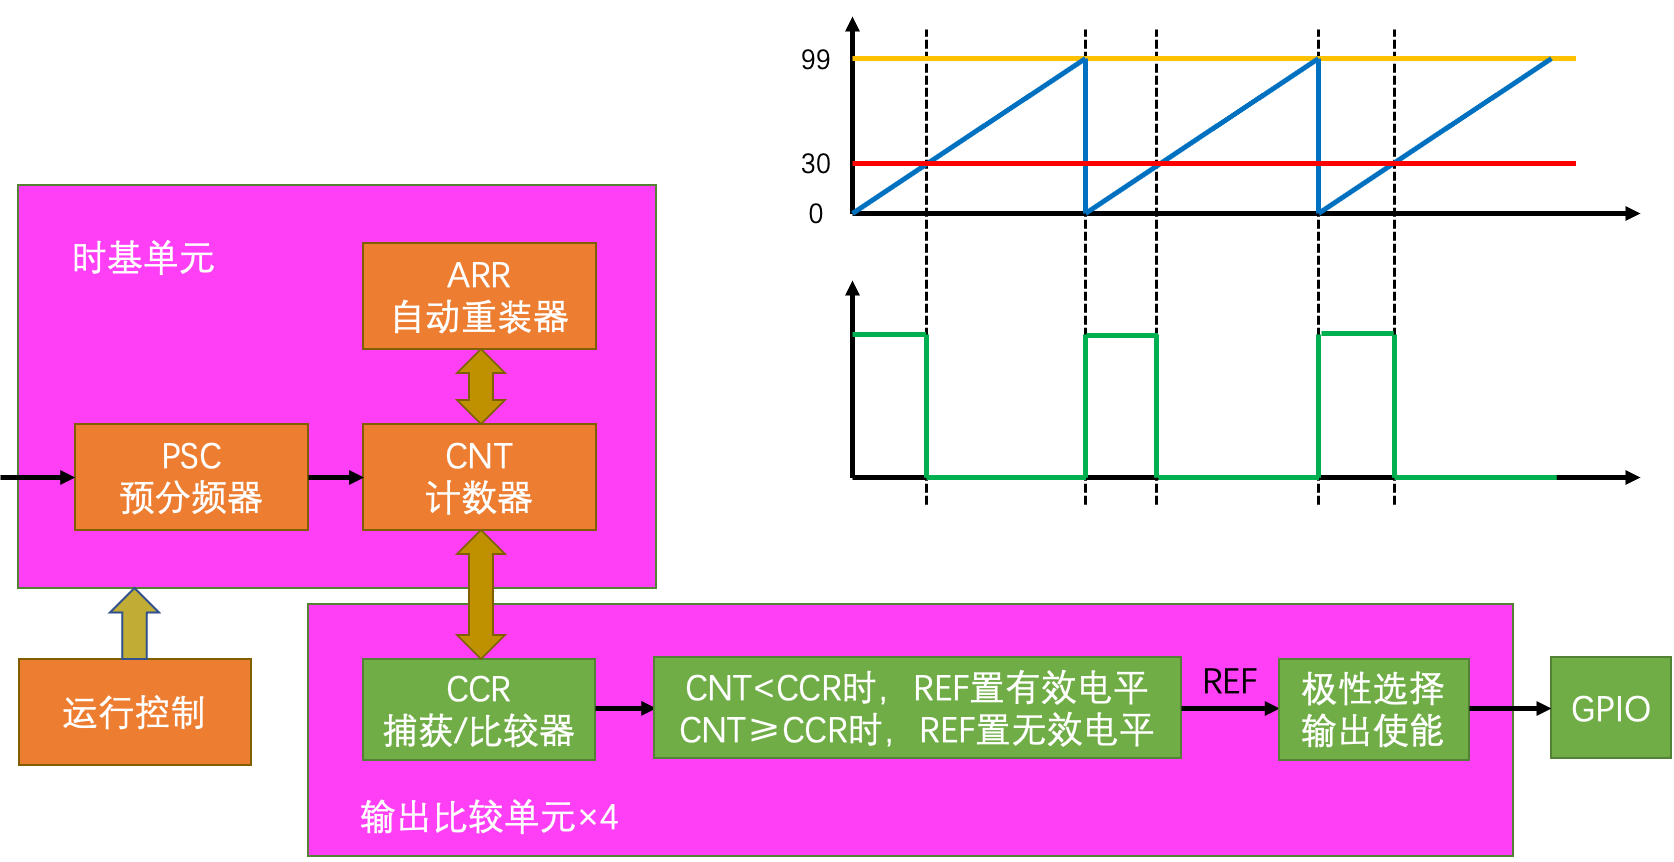 99
30
0
时基单元
ARR
自动重装器
PSC
预分频器
CNT
计数器
运行控制
CCR
捕获/比较器
CNT<CCR时，REF置有效电平
CNT≥CCR时，REF置无效电平
REF
极性选择
输出使能
GPIO
输出比较单元×4